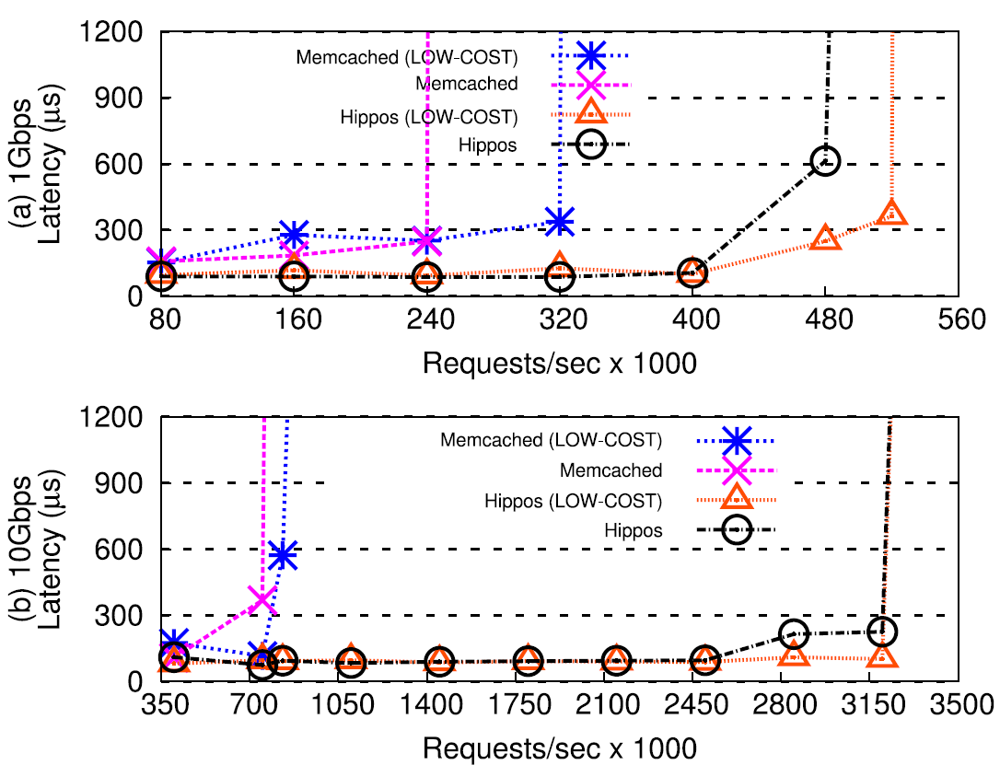 (a) 1Gbps
Latency (µs)
1200
900
600
300
0
Memcached (LOW-COST)
Memcached
Hippos (LOW-COST)
Hippos
80 160 240 320 400 480 560
Requests/sec x 1000
(b) 10Gbps
Latency (µs)
1200
900
600
300
0
Memcached (LOW-COST)
Memcached
Hippos (LOW-COST)
Hippos
350 700 1050 1400 1750 2100 2450 2800 3150 3500
Requests/sec x 1000